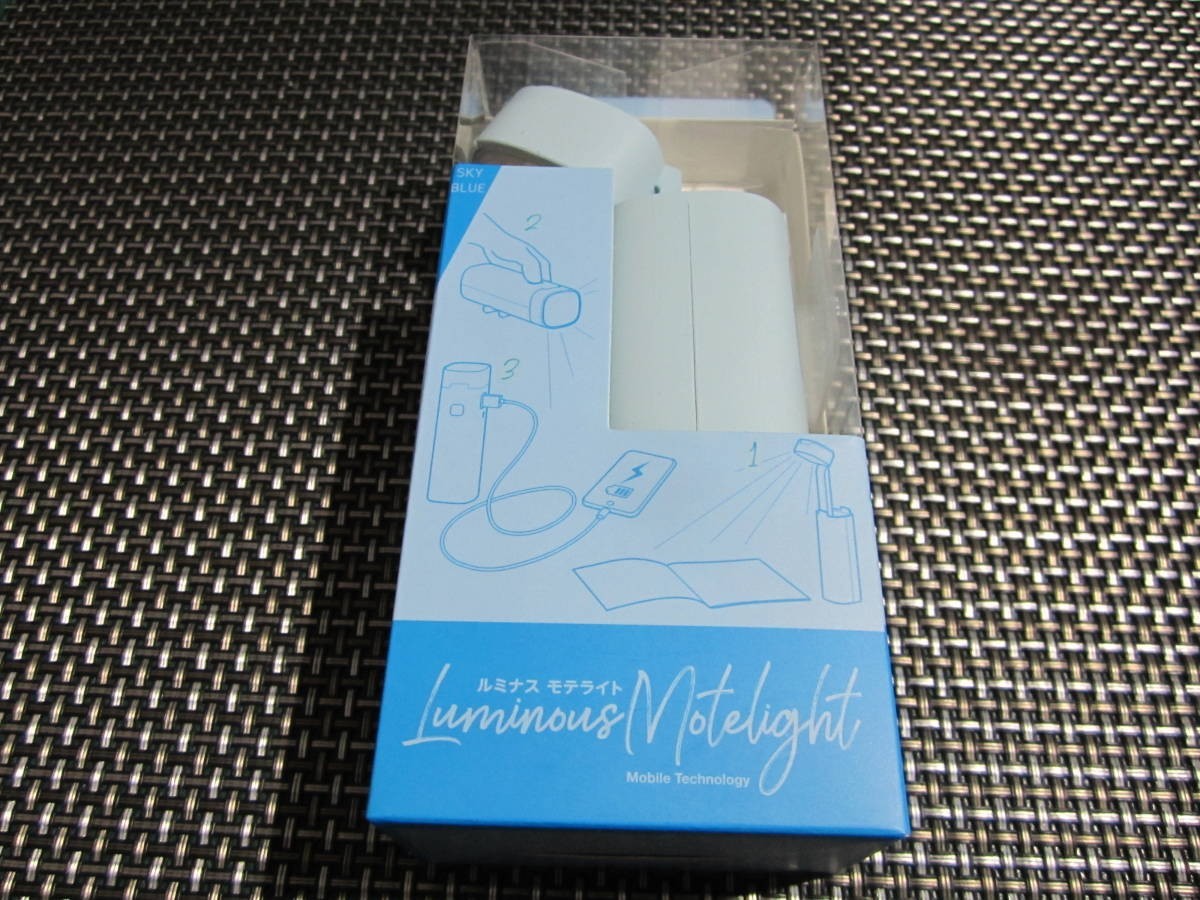 SKY
BLUE
2
3
1
ルミナス モテライト
Luminous Motelight
Mobile Technology